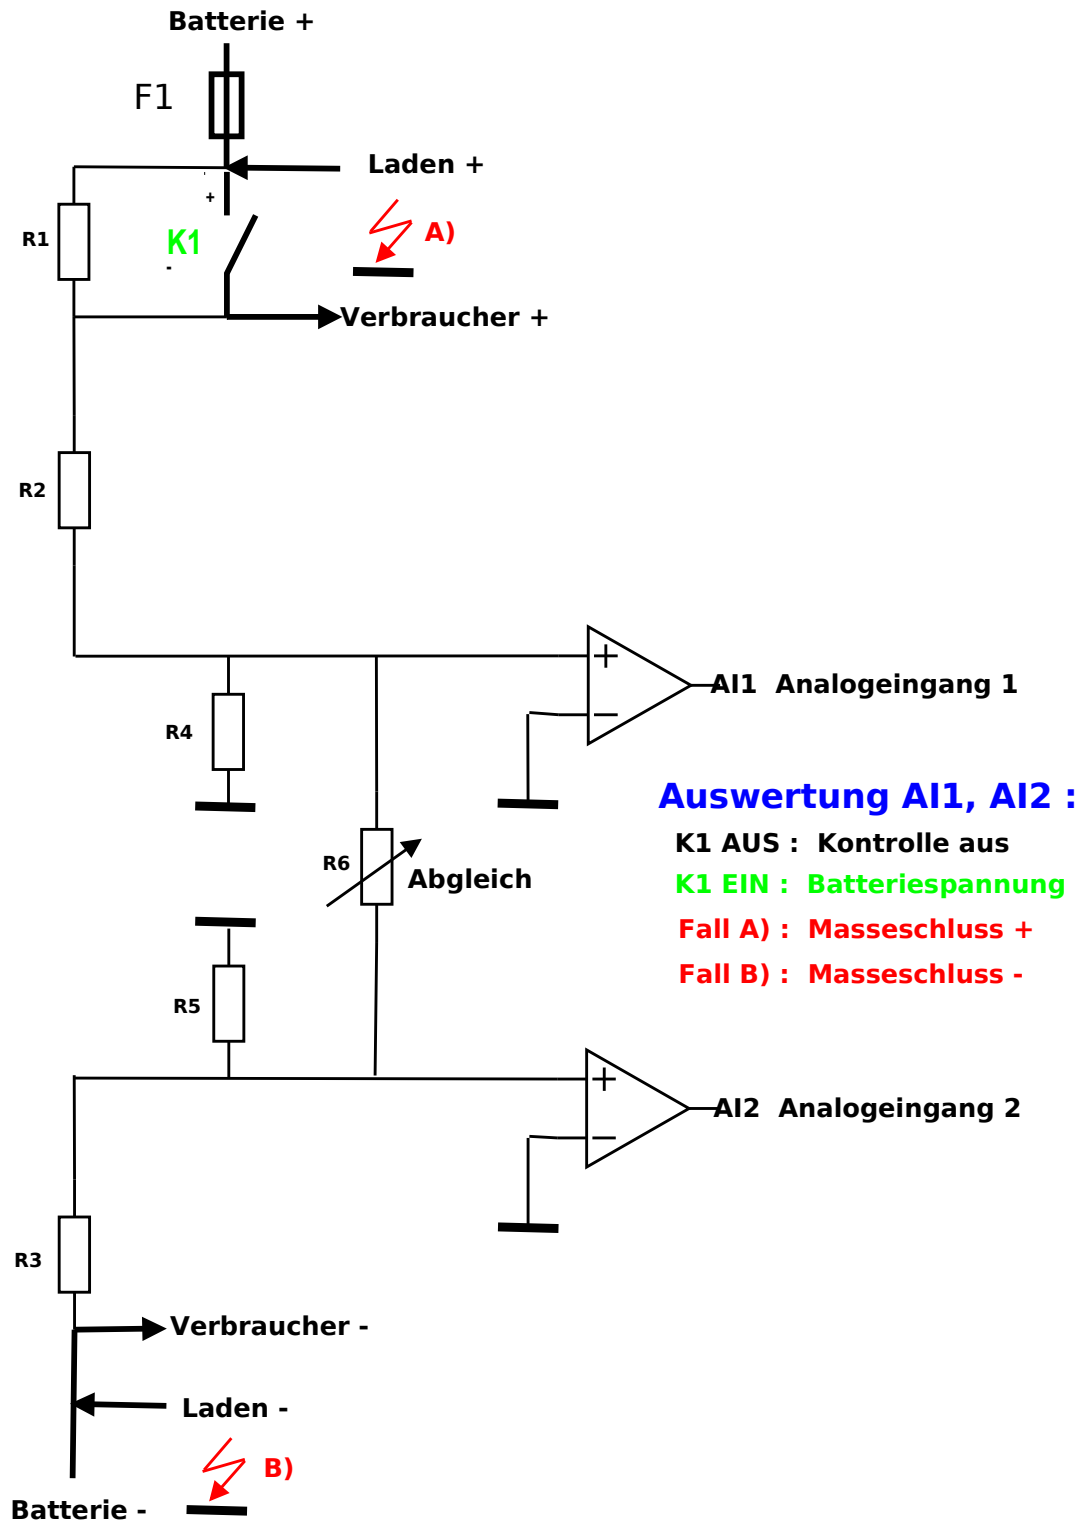 Batterie +
F1
Laden +
+
R1
K1
-
A)
Verbraucher +
R2
AI1 Analogeingang 1
R4
Auswertung AI1, AI2 :
K1 AUS : Kontrolle aus
R6
Abgleich
K1 EIN : Batteriespannung
Fall A) : Masseschluss +
Fall B) : Masseschluss -
R5
AI2 Analogeingang 2
R3
Verbraucher -
Laden -
B)
Batterie -